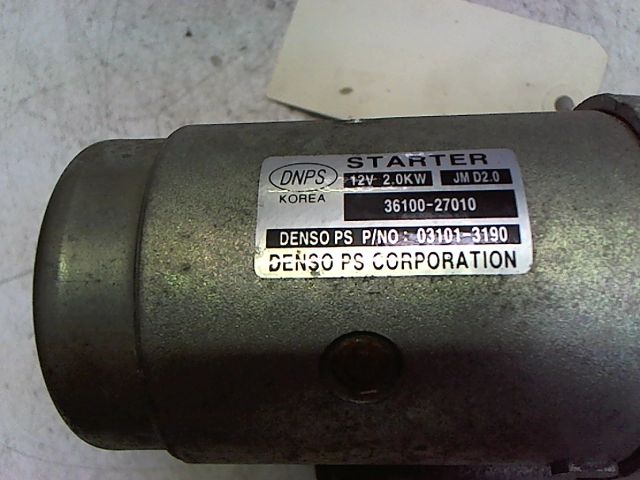 STARTER
DNPS
12V 2.0KW JM D2.0
KOREA
36100-27010
DENSO PS P/NO: 03101-3190
DENSO PS CORPORATION